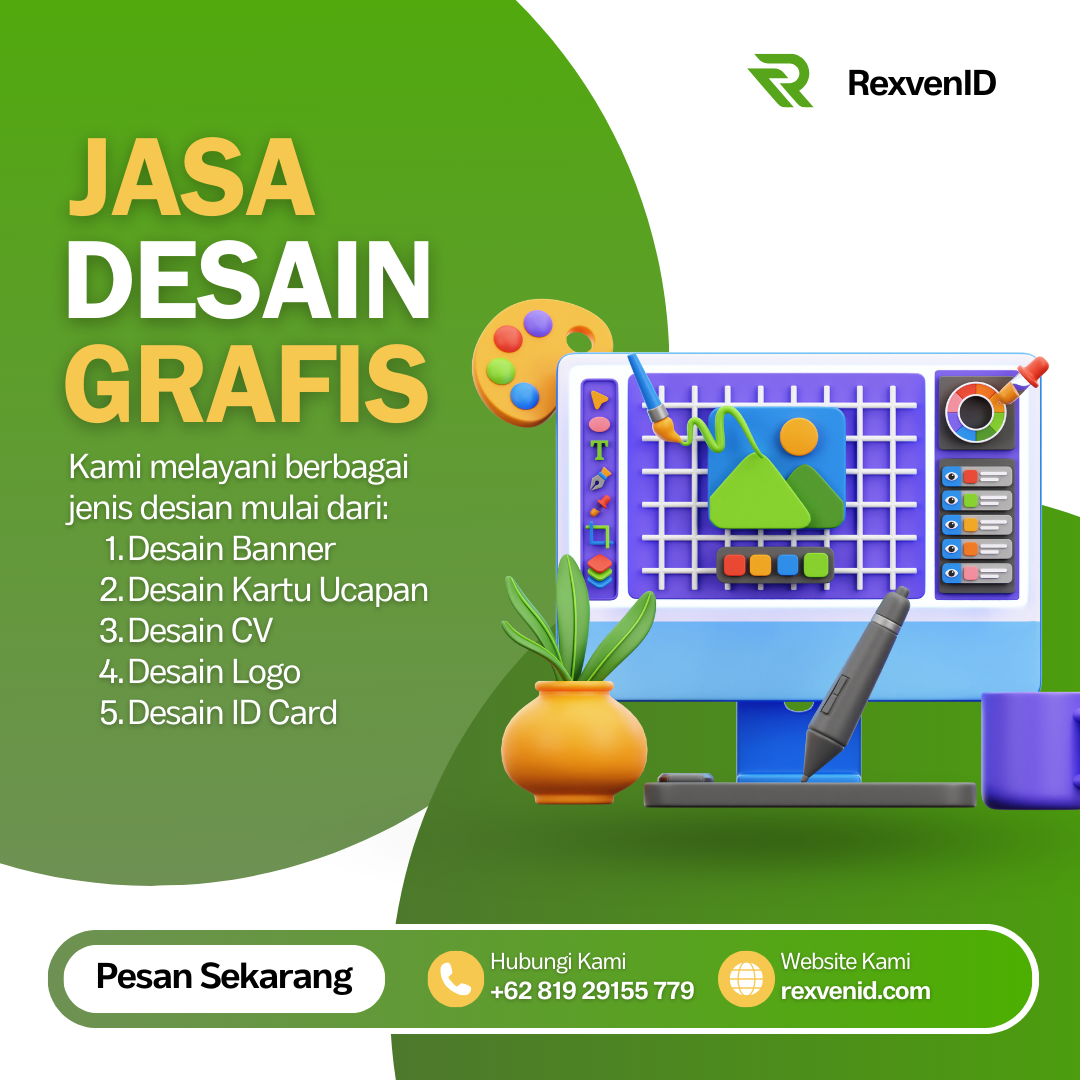 RexvenID
JASA
DESAIN
GRAFIS
Kami melayani berbagai
jenis desian mulai dari:
1. Desain Banner
2. Desain Kartu Ucapan
3. Desain CV
4. Desain Logo
5. Desain ID Card
T
Pesan Sekarang
Hubungi Kami
+62 819 29155 779
Website Kami
rexvenid.com